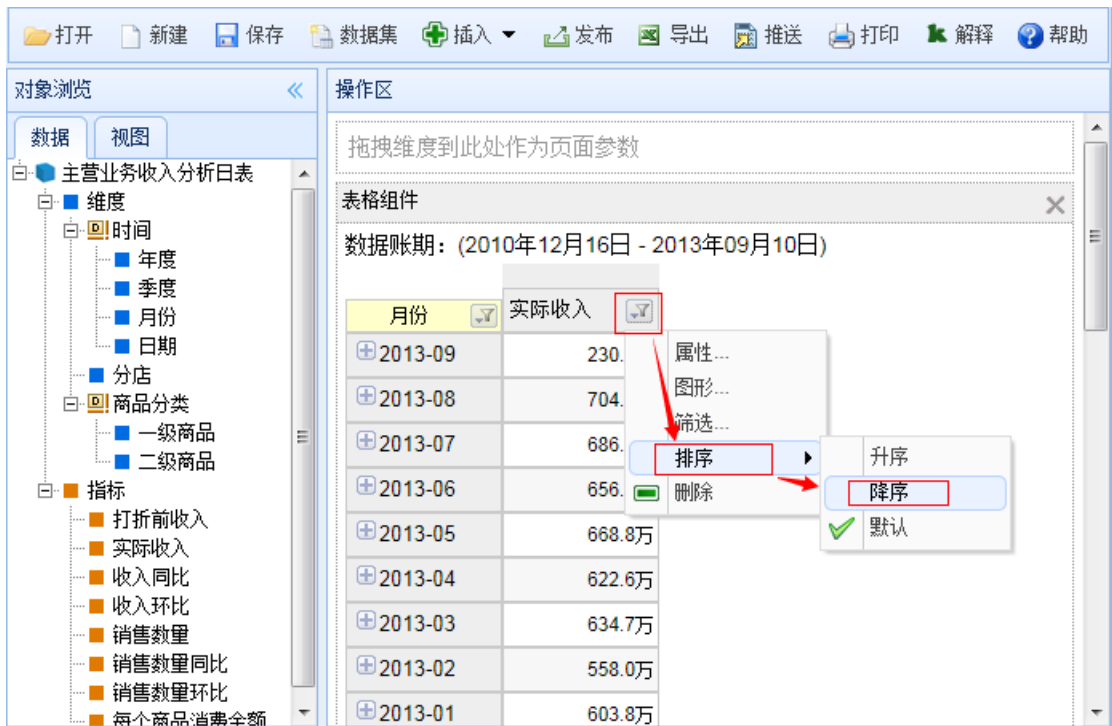 打开 新建 保存 数据集 插入 发布 导出 推送 打印 解释 帮助
对象浏览
数据 视图
主营业务收入分析日表
维度
时间
年度
季度
月份
日期
分店
商品分类
一级商品
二级商品
指标
打折前收入
实际收入
收入同比
收入环比
销售数量
销售数量同比
销售数量环比
每个商品消费金额
操作区
拖拽维度到此处作为页面参数
表格组件
数据账期：(2010年12月16日 - 2013年09月10日)
月份 实际收入
2013-09 230.
2013-08 704.
2013-07 686.
2013-06 656.
2013-05 668.8万
2013-04 622.6万
2013-03 634.7万
2013-02 558.0万
2013-01 603.8万
属性...
图形...
筛选...
排序
删除
升序
降序
默认